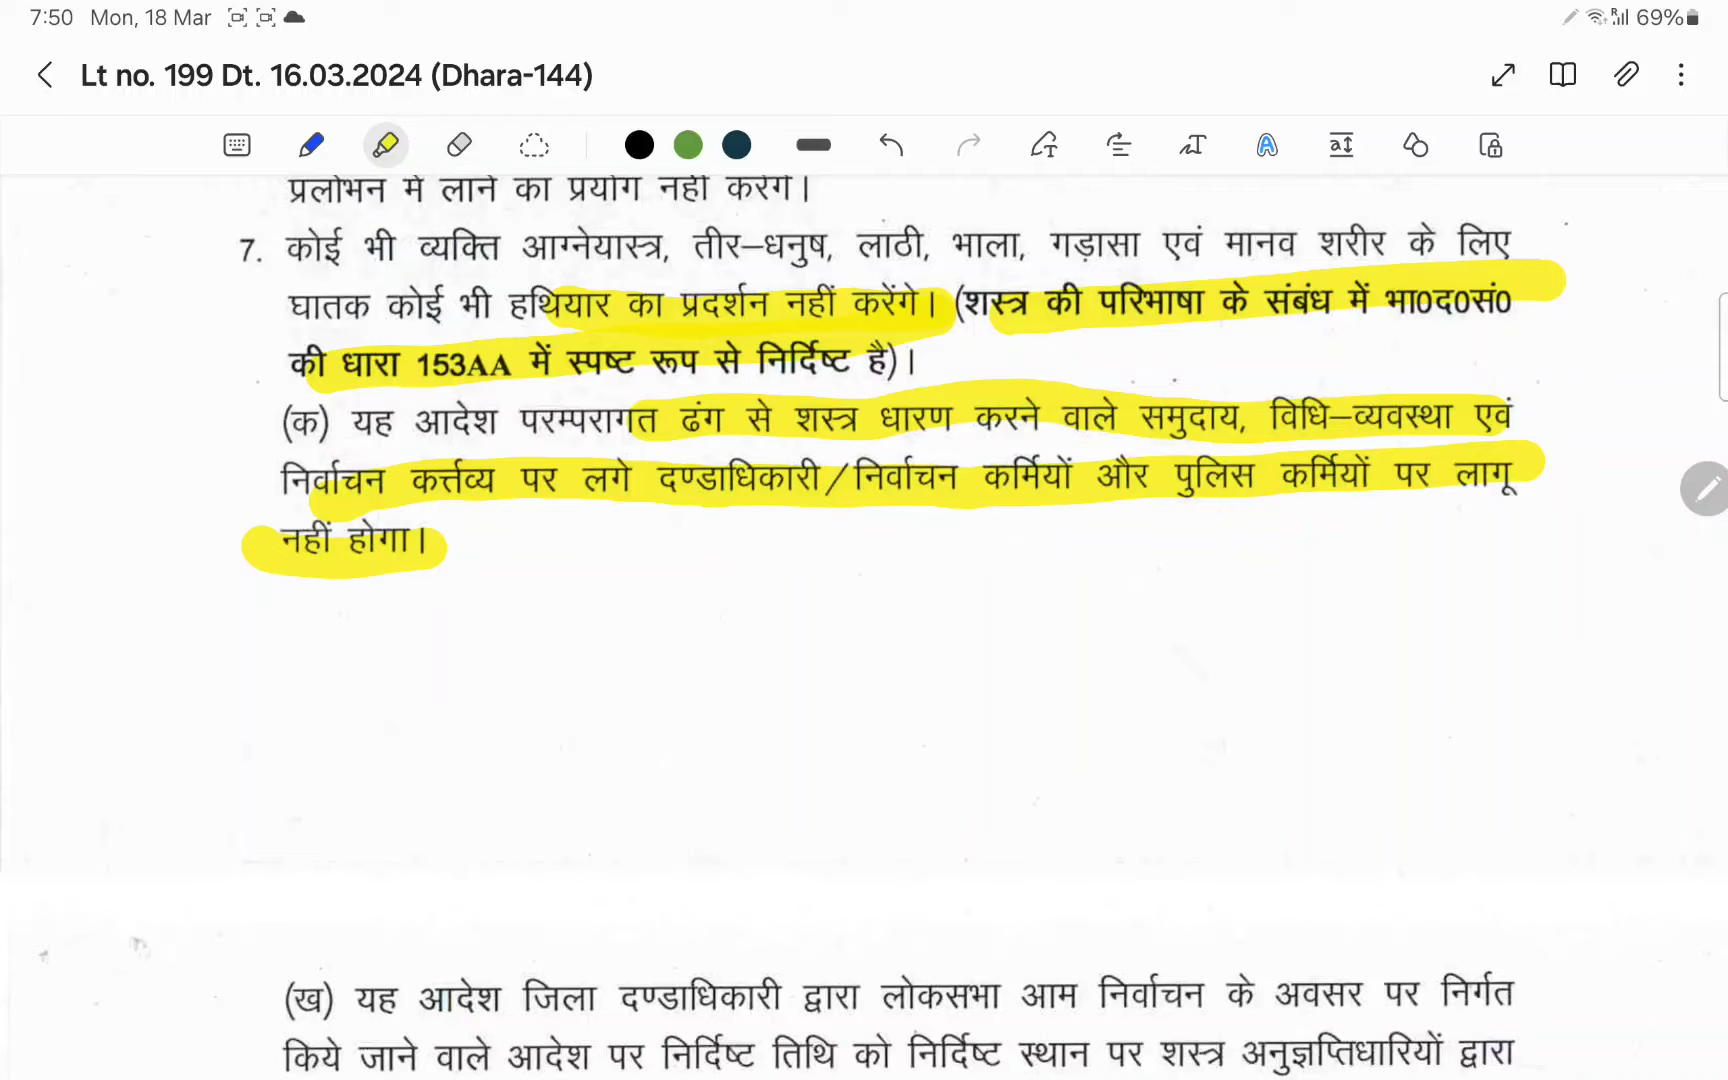 7:50 Mon, 18 Mar
69%
Lt no. 199 Dt. 16.03.2024 (Dhara-144)
प्रलोभन में लाने का प्रयोग नहीं करेंगे।
7. कोई भी व्यक्ति आग्नेयास्त्र, तीर–धनुष, लाठी, भाला, गड़ासा एवं मानव शरीर के लिए
घातक कोई भी हथियार का प्रदर्शन नहीं करेंगे। (शस्त्र की परिभाषा के संबंध में भा0द0सं0
की धारा 153AA में स्पष्ट रूप से निर्दिष्ट है)।
(क) यह आदेश परम्परागत ढंग से शस्त्र धारण करने वाले समुदाय, विधि–व्यवस्था एवं
निर्वाचन कर्त्तव्य पर लगे दण्डाधिकारी/निर्वाचन कर्मियों और पुलिस कर्मियों पर लागू
नहीं होगा।
(ख) यह आदेश जिला दण्डाधिकारी द्वारा लोकसभा आम निर्वाचन के अवसर पर निर्गत
किये जाने वाले आदेश पर निर्दिष्ट तिथि को निर्दिष्ट स्थान पर शस्त्र अनुज्ञप्तिधारियों द्वारा